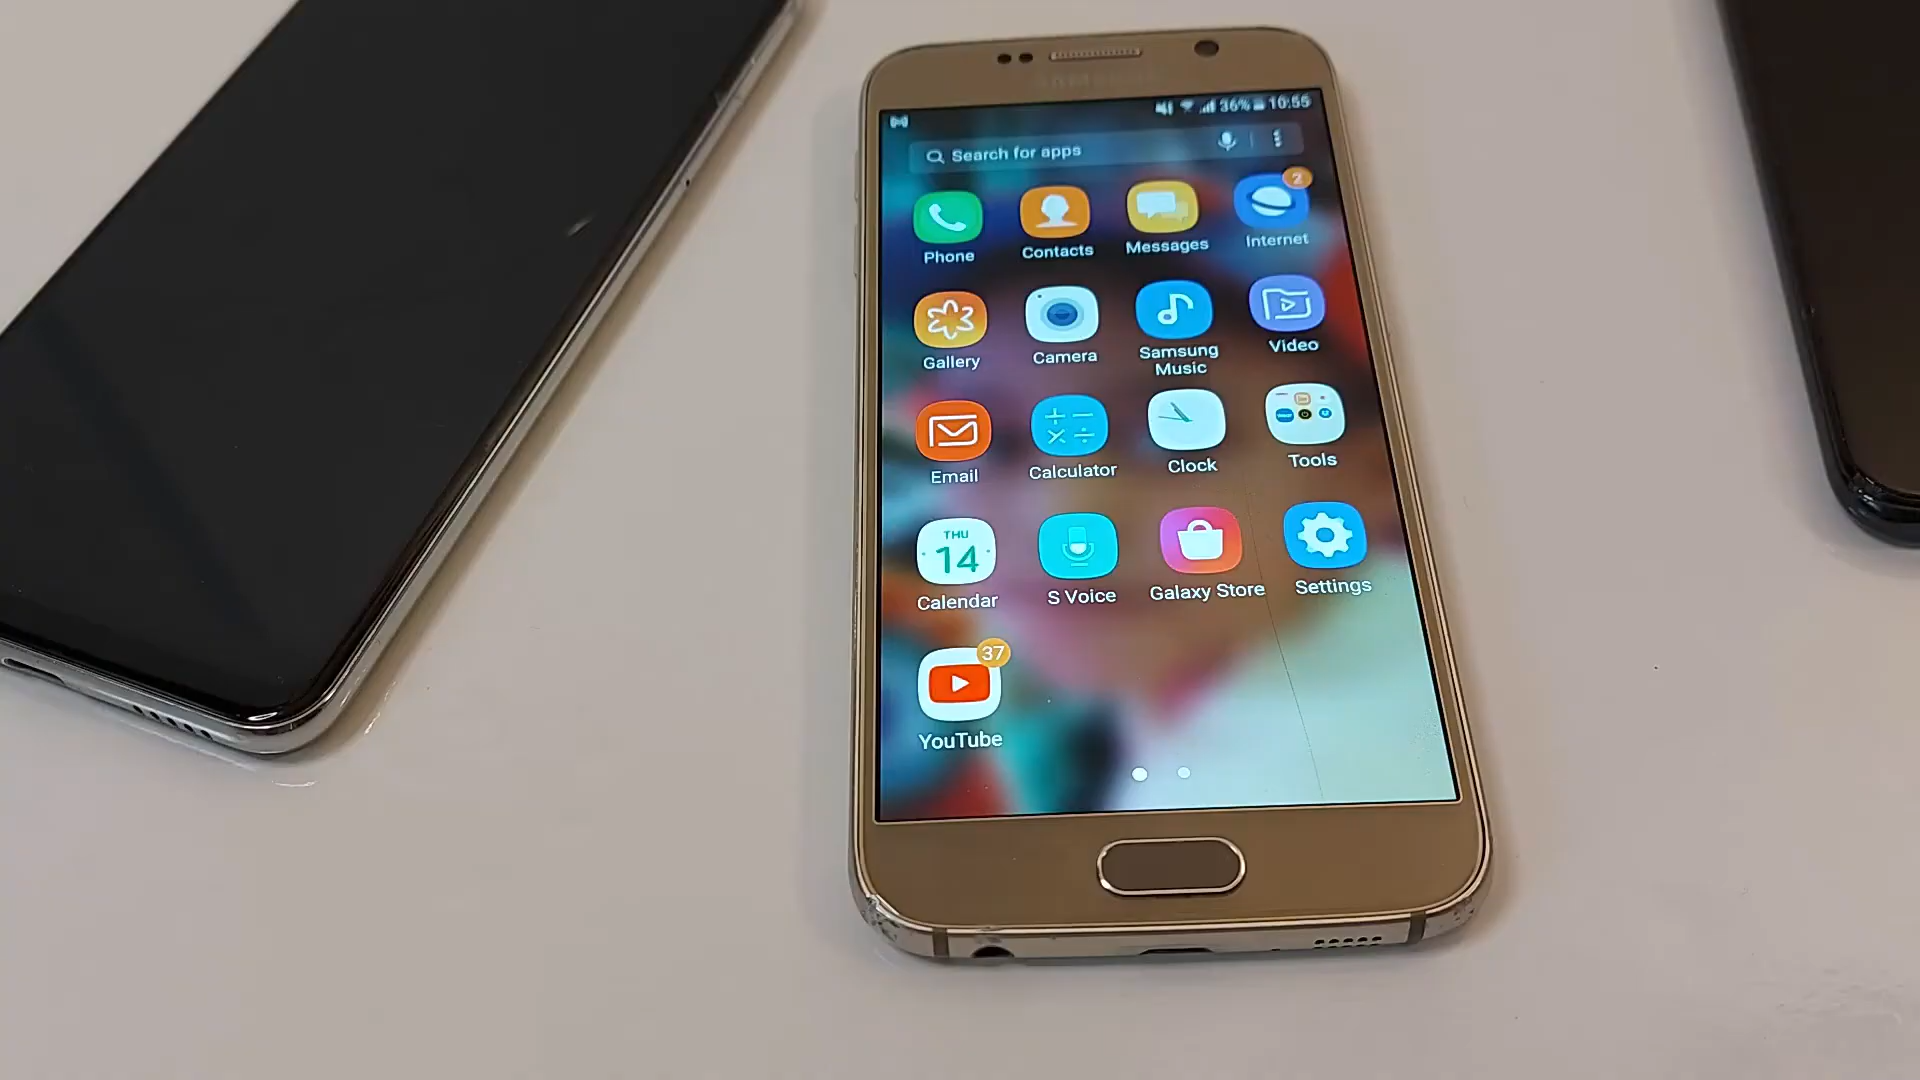 SAMSUNG
36% 10:55
Search for apps
2
Phone
Contacts
Messages
Internet
Gallery
Camera
Samsung
Music
Video
Email
Calculator
Clock
Tools
THU
14
Calendar
S Voice
Galaxy Store
Settings
37
YouTube